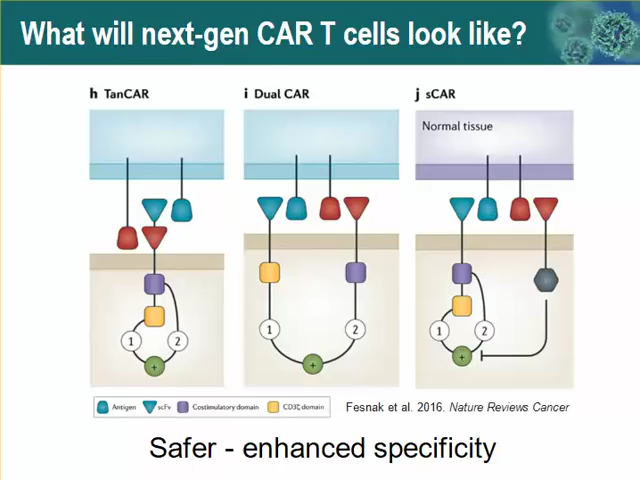 What will next-gen CAR T cells look like?
h TanCAR
i Dual CAR
j sCAR
Normal tissue
1
2
+
1
2
+
1
2
+
Antigen
scFv
Costimulatory domain
CD3ζ domain
Fesnak et al. 2016. Nature Reviews Cancer
Safer - enhanced specificity